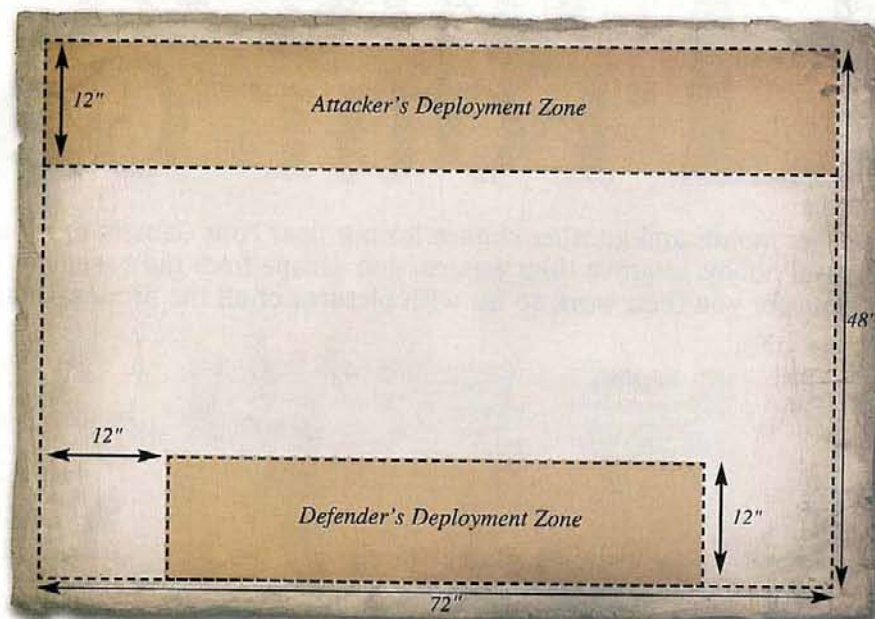 12"
Attacker's Deployment Zone
48"
12"
Defender's Deployment Zone
12"
72"